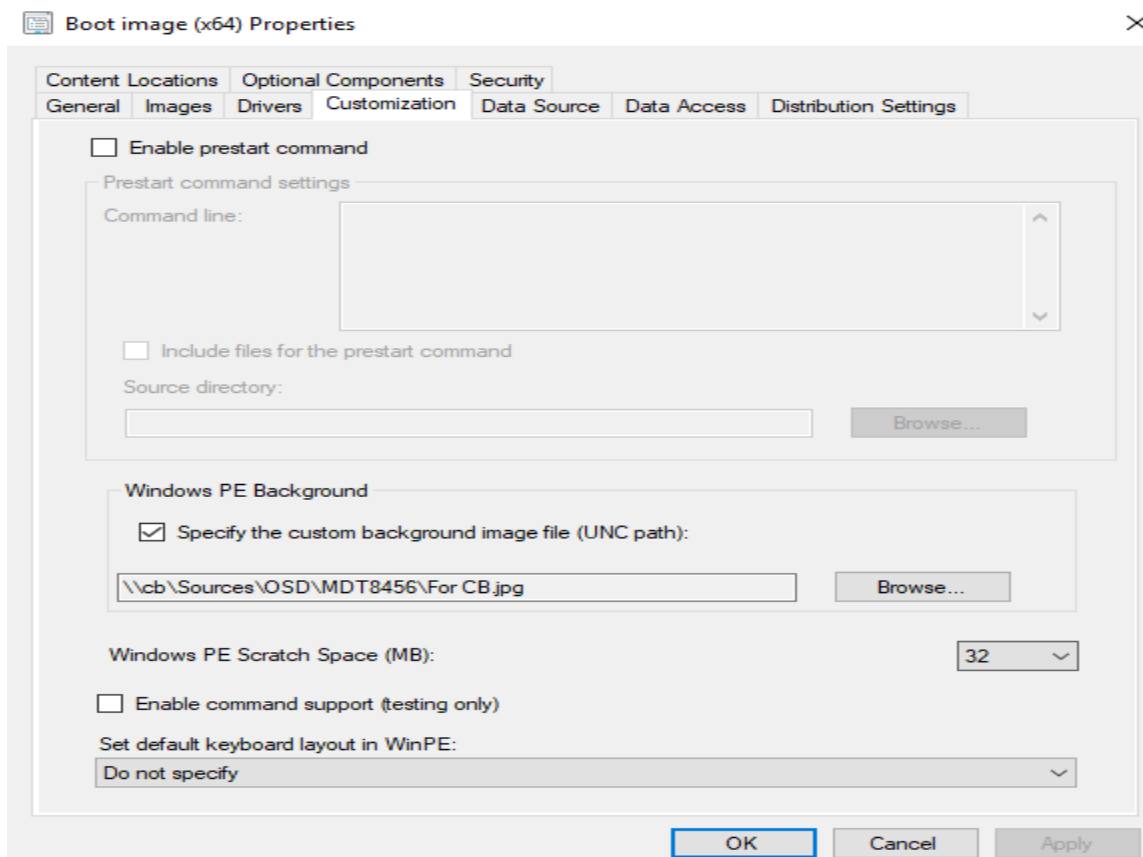 Boot image (x64) Properties
Content Locations Optional Components Security
General Images Drivers Customization Data Source Data Access Distribution Settings
Enable prestart command
Prestart command settings
Command line:
Include files for the prestart command
Source directory:
Browse...
Windows PE Background
Specify the custom background image file (UNC path):
\\cb\Sources\OSD\MDT8456\For CB.jpg Browse...
Windows PE Scratch Space (MB): 32
Enable command support (testing only)
Set default keyboard layout in WinPE:
Do not specify
OK Cancel Apply